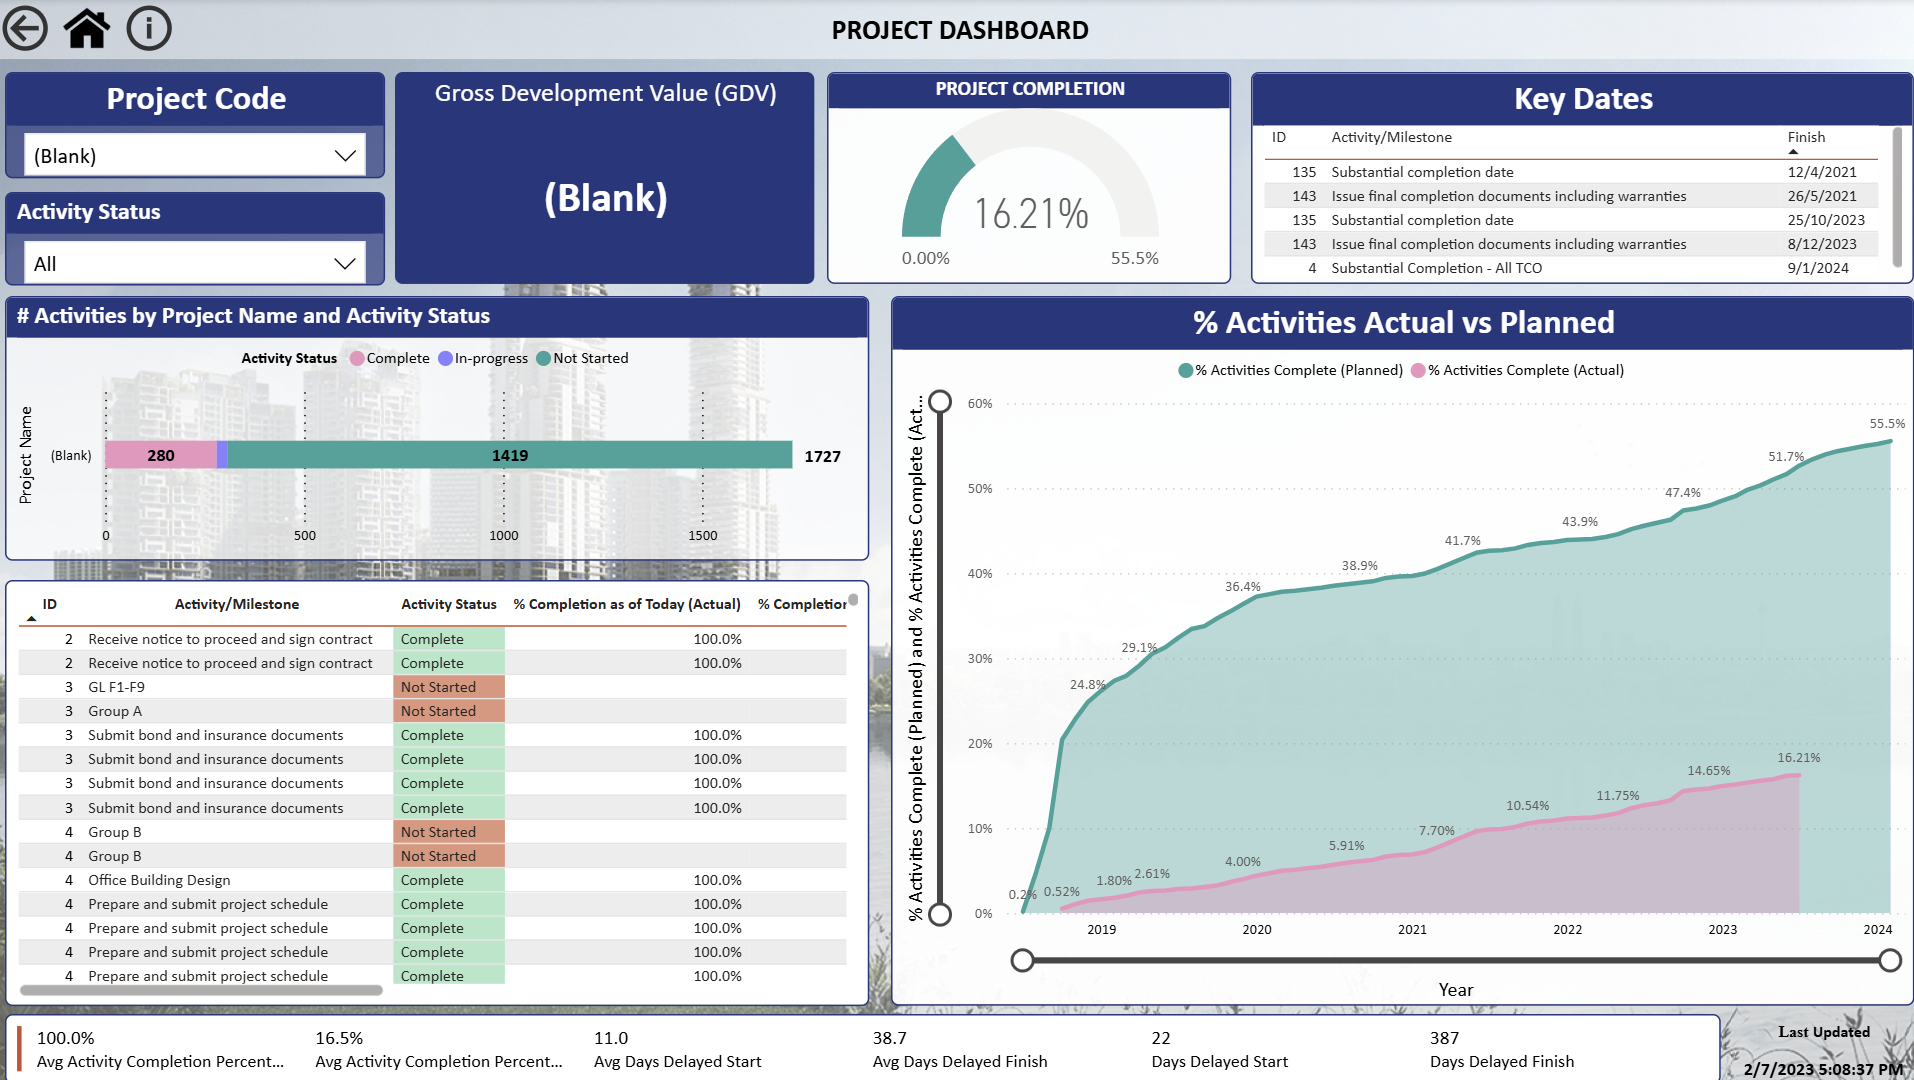 PROJECT DASHBOARD
Project Code
(Blank)
Activity Status
All
Gross Development Value (GDV)
(Blank)
PROJECT COMPLETION
16.21%
0.00%
55.5%
Key Dates
ID Activity/Milestone Finish
135 Substantial completion date 12/4/2021
143 Issue final completion documents including warranties 26/5/2021
135 Substantial completion date 25/10/2023
143 Issue final completion documents including warranties 8/12/2023
4 Substantial Completion - All TCO 9/1/2024
# Activities by Project Name and Activity Status
Activity Status Complete In-progress Not Started
Project Name
(Blank)
280
1419
1727
0 500 1000 1500
ID Activity/Milestone Activity Status % Completion as of Today (Actual) % Completion
2 Receive notice to proceed and sign contract Complete 100.0%
2 Receive notice to proceed and sign contract Complete 100.0%
3 GL F1-F9 Not Started
3 Group A Not Started
3 Submit bond and insurance documents Complete 100.0%
3 Submit bond and insurance documents Complete 100.0%
3 Submit bond and insurance documents Complete 100.0%
3 Submit bond and insurance documents Complete 100.0%
4 Group B Not Started
4 Group B Not Started
4 Office Building Design Complete 100.0%
4 Prepare and submit project schedule Complete 100.0%
4 Prepare and submit project schedule Complete 100.0%
4 Prepare and submit project schedule Complete 100.0%
4 Prepare and submit project schedule Complete 100.0%
% Activities Actual vs Planned
% Activities Complete (Planned) % Activities Complete (Actual)
% Activities Complete (Planned) and % Activities Complete (Act...
60%
50%
40%
30%
20%
10%
0%
0.2%
24.8%
29.1%
36.4%
38.9%
41.7%
43.9%
47.4%
51.7%
55.5%
0.52%
1.80%
2.61%
4.00%
5.91%
7.70%
10.54%
11.75%
14.65%
16.21%
2019 2020 2021 2022 2023 2024
Year
100.0%
Avg Activity Completion Percent...
16.5%
Avg Activity Completion Percent...
11.0
Avg Days Delayed Start
38.7
Avg Days Delayed Finish
22
Days Delayed Start
387
Days Delayed Finish
Last Updated
2/7/2023 5:08:37 PM